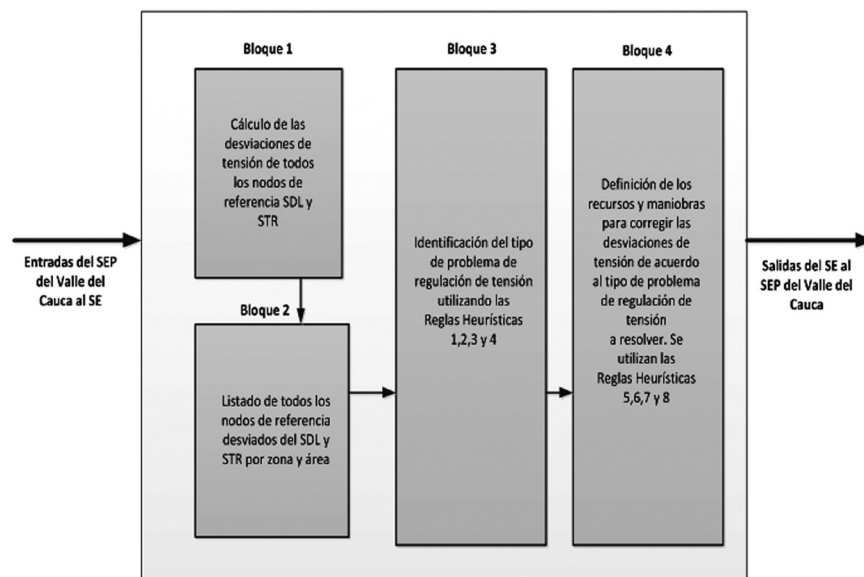 Entradas del SEP
del Valle del
Cauca al SE
Bloque 1
Cálculo de las
desviaciones de
tensión de todos
los nodos de
referencia SDL y
STR
Bloque 2
Listado de todos los
nodos de referencia
desviados del SDL y
STR por zona y área
Bloque 3
Identificación del tipo
de problema de
regulación de tensión
utilizando las
Reglas Heurísticas
1,2,3 y 4
Bloque 4
Definición de los
recursos y maniobras
para corregir las
desviaciones de
tensión de acuerdo
al tipo de problema
de regulación de
tensión
a resolver. Se
utilizan las
Reglas Heurísticas
5,6,7 y 8
Salidas del SE al
SEP del Valle del
Cauca